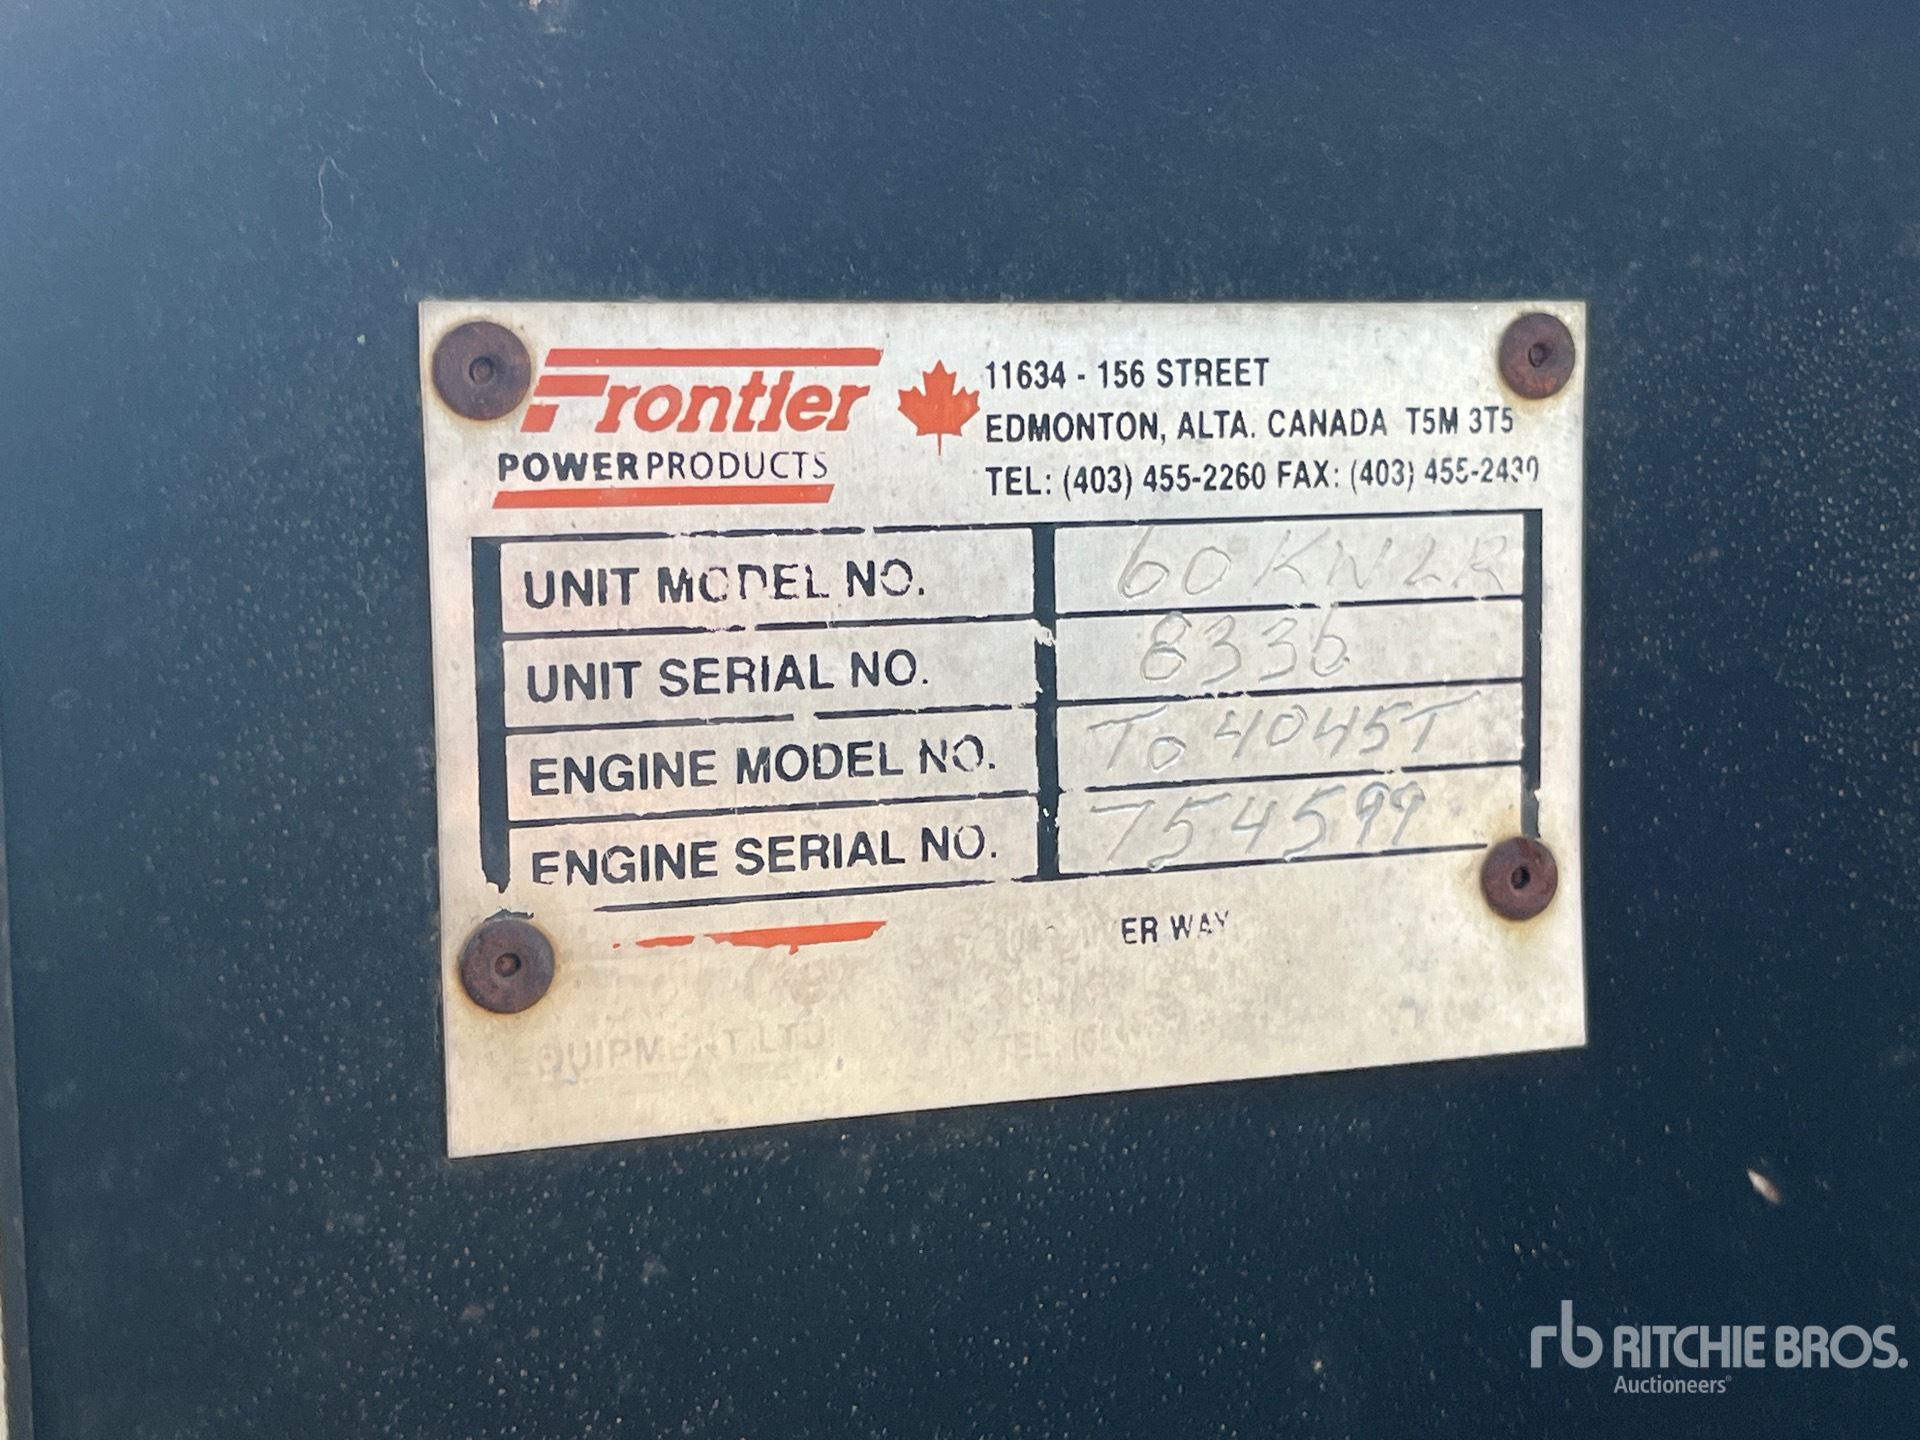 Frontier
POWER PRODUCTS
11634 - 156 STREET
EDMONTON, ALTA. CANADA T5M 3T5
TEL: (403) 455-2260 FAX: (403) 455-2430
UNIT MODEL NO. 60KNLR
UNIT SERIAL NO. 8336
ENGINE MODEL NO. TO4045T
ENGINE SERIAL NO. 754599
ER WAY
EQUIPMENT LTD
TEL:
rb RITCHIE BROS.
Auctioneers